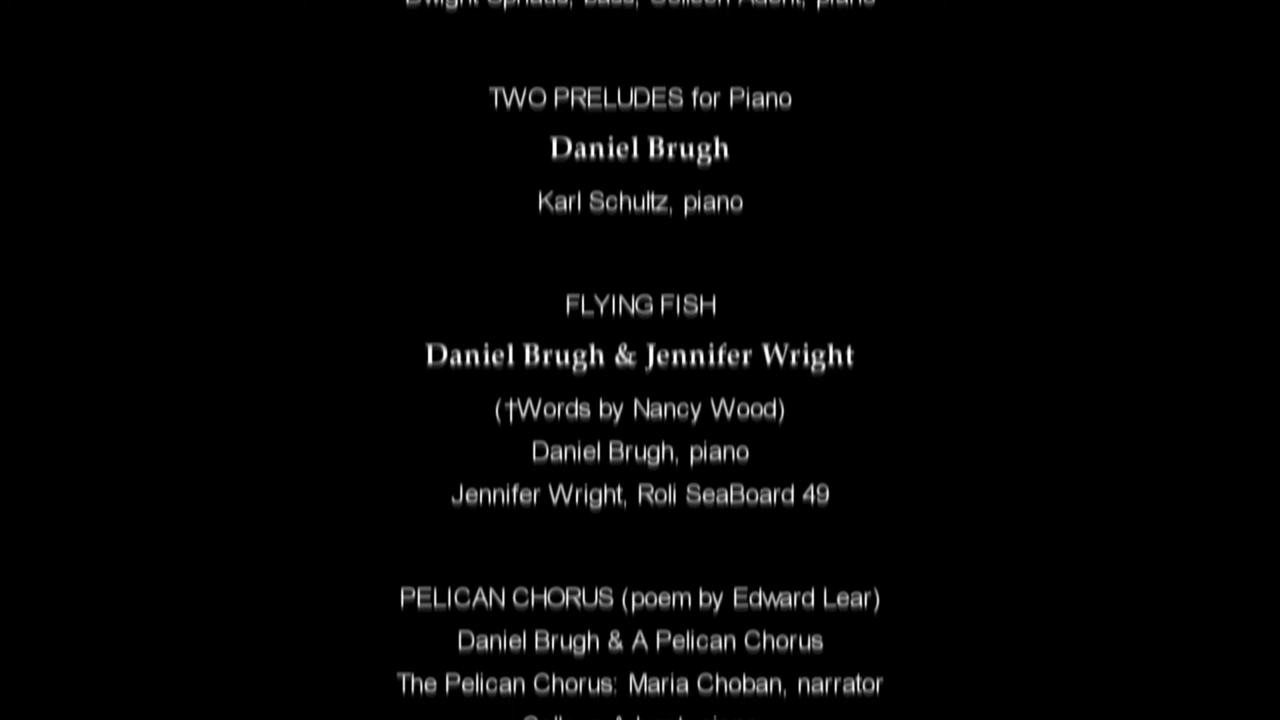 TWO PRELUDES for Piano
Daniel Brugh
Karl Schultz, piano
FLYING FISH
Daniel Brugh & Jennifer Wright
(†Words by Nancy Wood)
Daniel Brugh, piano
Jennifer Wright, Roli SeaBoard 49
PELICAN CHORUS (poem by Edward Lear)
Daniel Brugh & A Pelican Chorus
The Pelican Chorus: Maria Choban, narrator